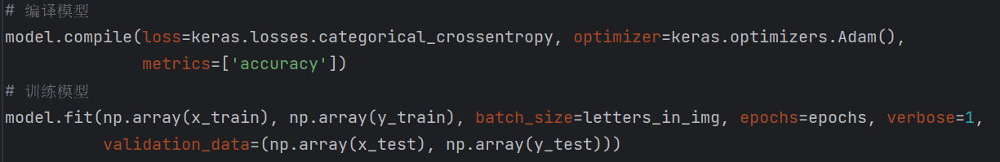 # 编译模型
model.compile(loss=keras.losses.categorical_crossentropy, optimizer=keras.optimizers.Adam(),
metrics=['accuracy'])
# 训练模型
model.fit(np.array(x_train), np.array(y_train), batch_size=letters_in_img, epochs=epochs, verbose=1,
validation_data=(np.array(x_test), np.array(y_test)))